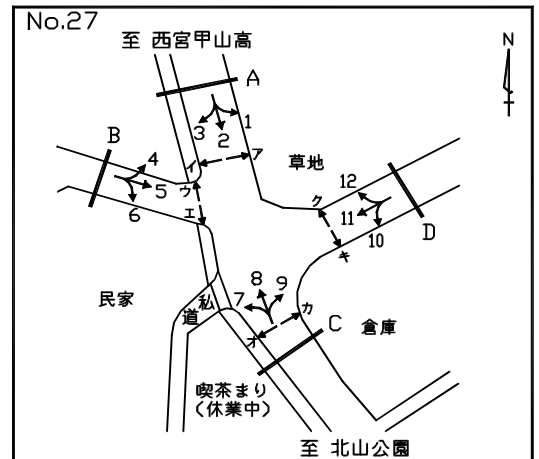 No.27
至 西宮甲山高
N
A
B
3
2
1
イ
ア
草地
4
5
6
ウ
エ
ク
12
11
10
キ
D
民家
私
道
7
8
9
カ
オ
C
倉庫
喫茶まり
(休業中)
至 北山公園